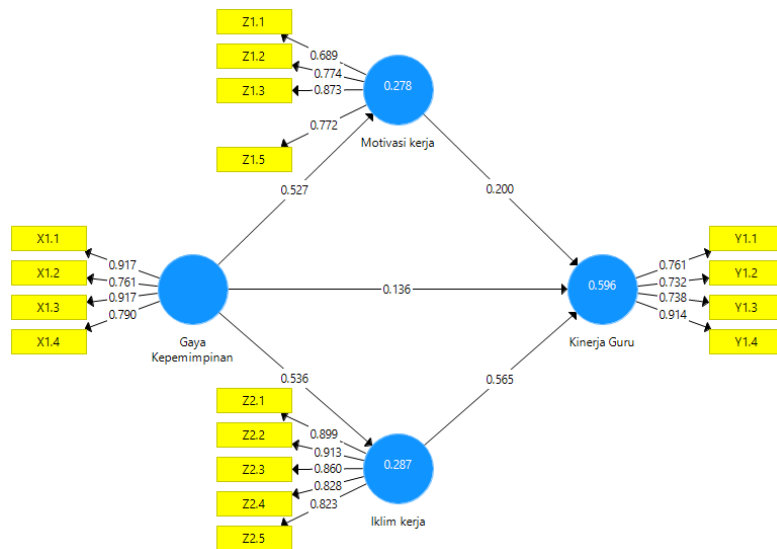 Z1.1
Z1.2
Z1.3
Z1.5
0.689
0.774
0.873
0.772
0.278
Motivasi kerja
0.527
0.200
X1.1
X1.2
X1.3
X1.4
0.917
0.761
0.917
0.790
Gaya
Kepemimpinan
0.136
0.596
Kinerja Guru
0.761
0.732
0.738
0.914
Y1.1
Y1.2
Y1.3
Y1.4
0.536
0.565
Z2.1
Z2.2
Z2.3
Z2.4
Z2.5
0.899
0.913
0.860
0.828
0.823
0.287
Iklim kerja